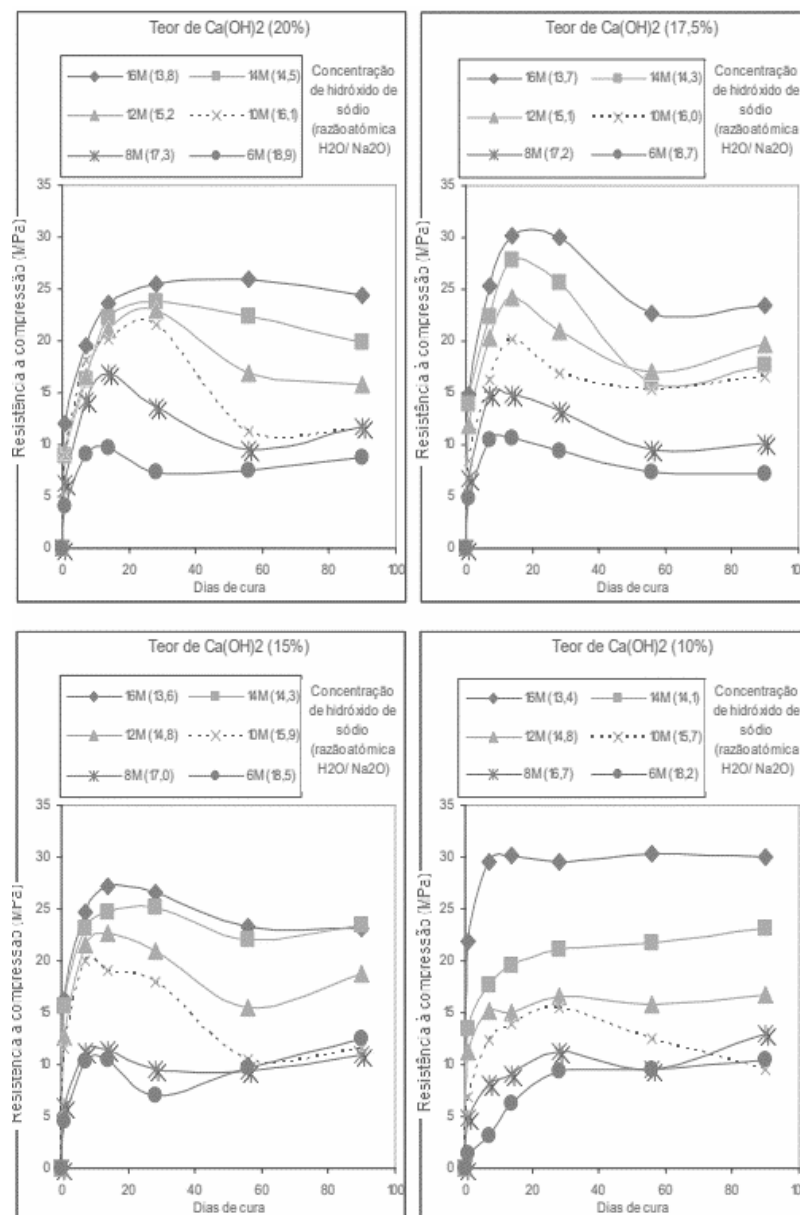 Teor de Ca(OH)2 (20%)
16M (13,8)
14M (14,5)
12M (15,2
10M (16,1)
8M (17,3)
6M (18,9)
Concentração
de hidróxido de
sódio
(razãoatómica
H2O/ Na2O)
Resistência à compressão (MPa)
35
30
25
20
15
10
5
0
0
20
40
60
80
100
Dias de cura
Teor de Ca(OH)2 (17,5%)
16M (13,7)
14M (14,3)
12M (15,1)
10M (16,0)
8M (17,2)
6M (18,7)
Concentração
de hidróxido de
sódio
(razãoatómica
H2O/ Na2O)
Resistência à compressão (MPa)
35
30
25
20
15
10
5
0
0
20
40
60
80
100
Dias de cura
Teor de Ca(OH)2 (15%)
16M (13,6)
14M (14,3)
12M (14,8)
10M (15,9)
8M (17,0)
6M (18,5)
Concentração
de hidróxido de
sódio
(razãoatómica
H2O/ Na2O)
Resistência à compressão (MPa)
35
30
25
20
15
10
5
0
0
20
40
60
80
100
Dias de cura
Teor de Ca(OH)2 (10%)
16M (13,4)
14M (14,1)
12M (14,8)
10M (15,7)
8M (16,7)
6M (18,2)
Concentração
de hidróxido de
sódio
(razãoatómica
H2O/ Na2O)
Resistência à compressão (MPa)
35
30
25
20
15
10
5
0
0
20
40
60
80
100
Dias de cura